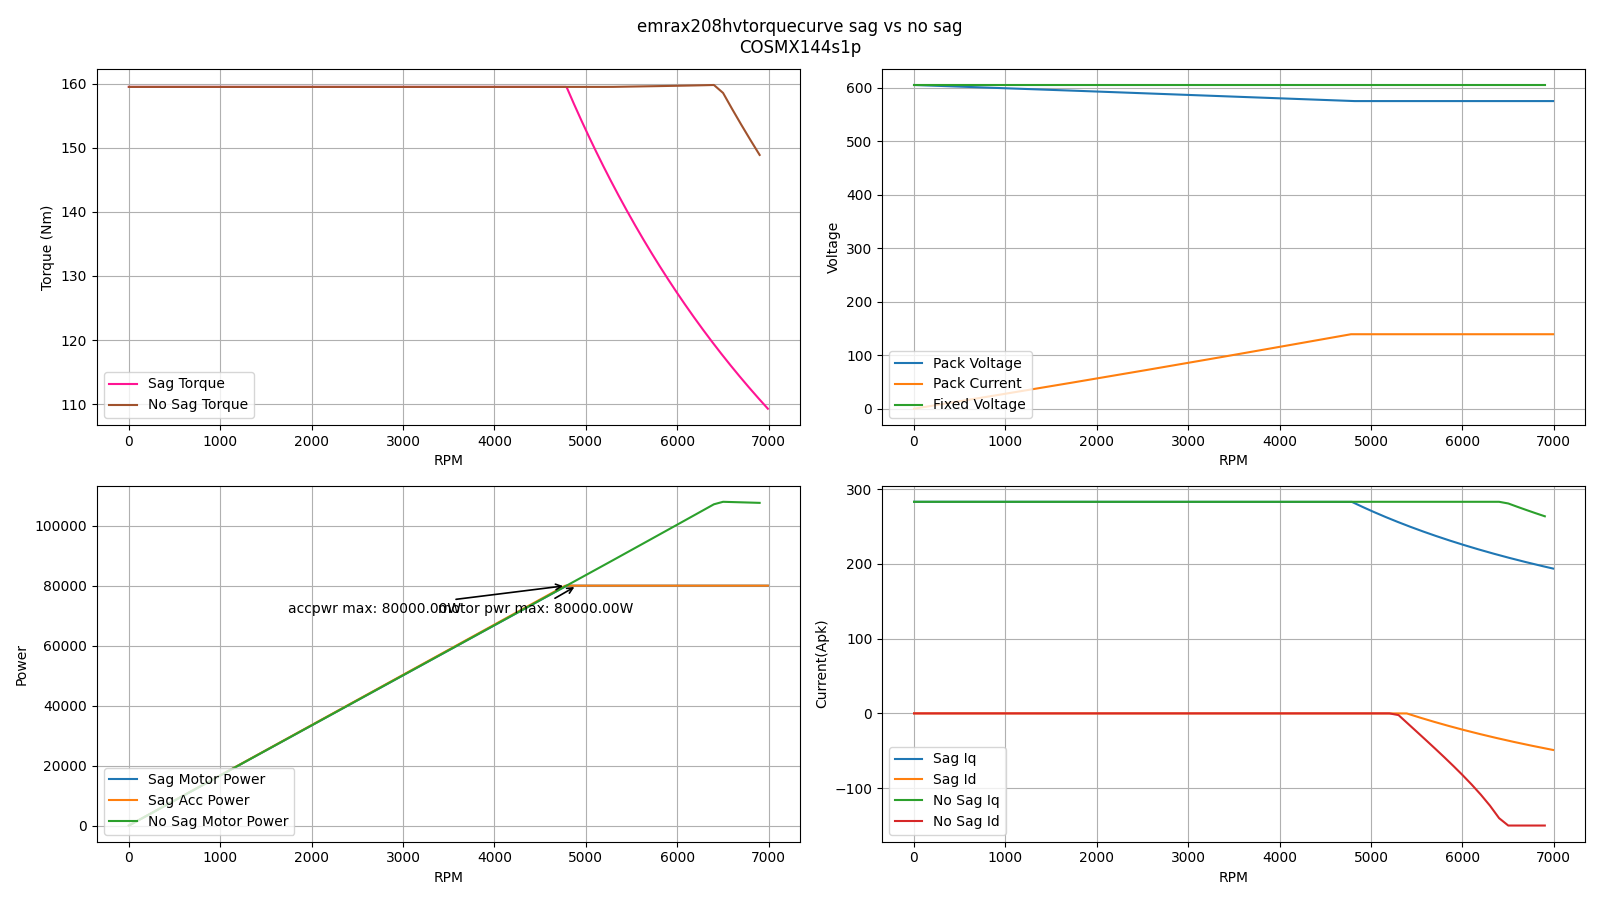 emrax208hvtorquecurve sag vs no sag
COSMX144s1p
160
150
140
130
120
110
Torque (Nm)
Sag Torque
No Sag Torque
0 1000 2000 3000 4000 5000 6000 7000
RPM
600
500
400
300
200
100
0
Voltage
Pack Voltage
Pack Current
Fixed Voltage
0 1000 2000 3000 4000 5000 6000 7000
RPM
100000
80000
60000
40000
20000
0
Power
accpwr max: 80000.00W
motor pwr max: 80000.00W
Sag Motor Power
Sag Acc Power
No Sag Motor Power
0 1000 2000 3000 4000 5000 6000 7000
RPM
300
200
100
0
−100
Current(Apk)
Sag Iq
Sag Id
No Sag Iq
No Sag Id
0 1000 2000 3000 4000 5000 6000 7000
RPM